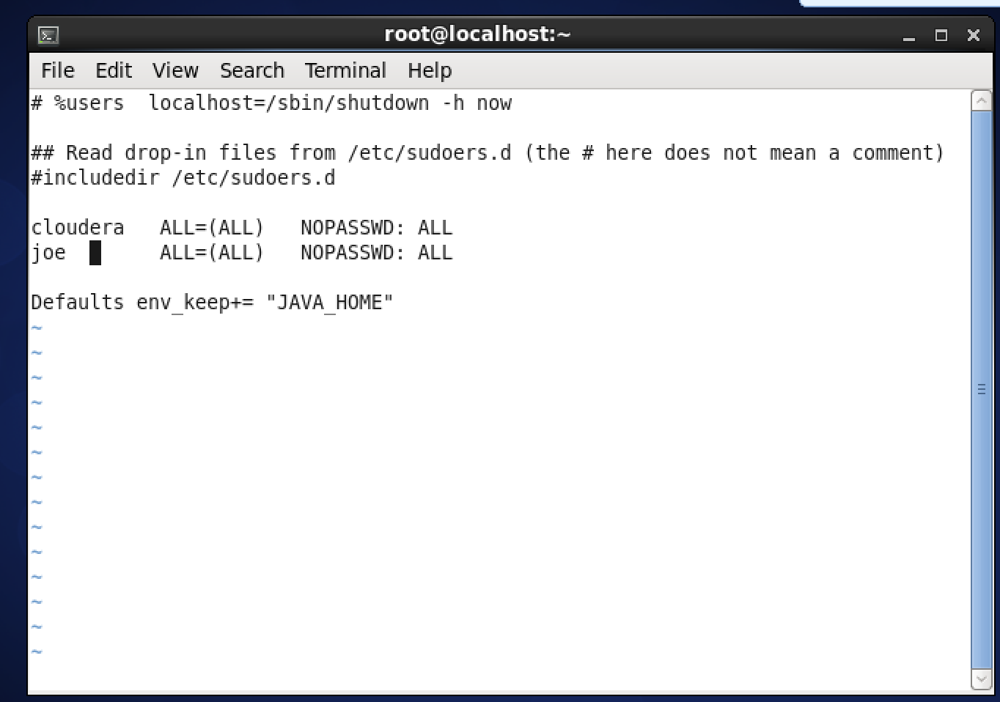 root@localhost:~
File Edit View Search Terminal Help
# %users  localhost=/sbin/shutdown -h now
## Read drop-in files from /etc/sudoers.d (the # here does not mean a comment)
#includedir /etc/sudoers.d
cloudera   ALL=(ALL)   NOPASSWD: ALL
joe        ALL=(ALL)   NOPASSWD: ALL
Defaults env_keep+= "JAVA_HOME"
~
~
~
~
~
~
~
~
~
~
~
~
~
~